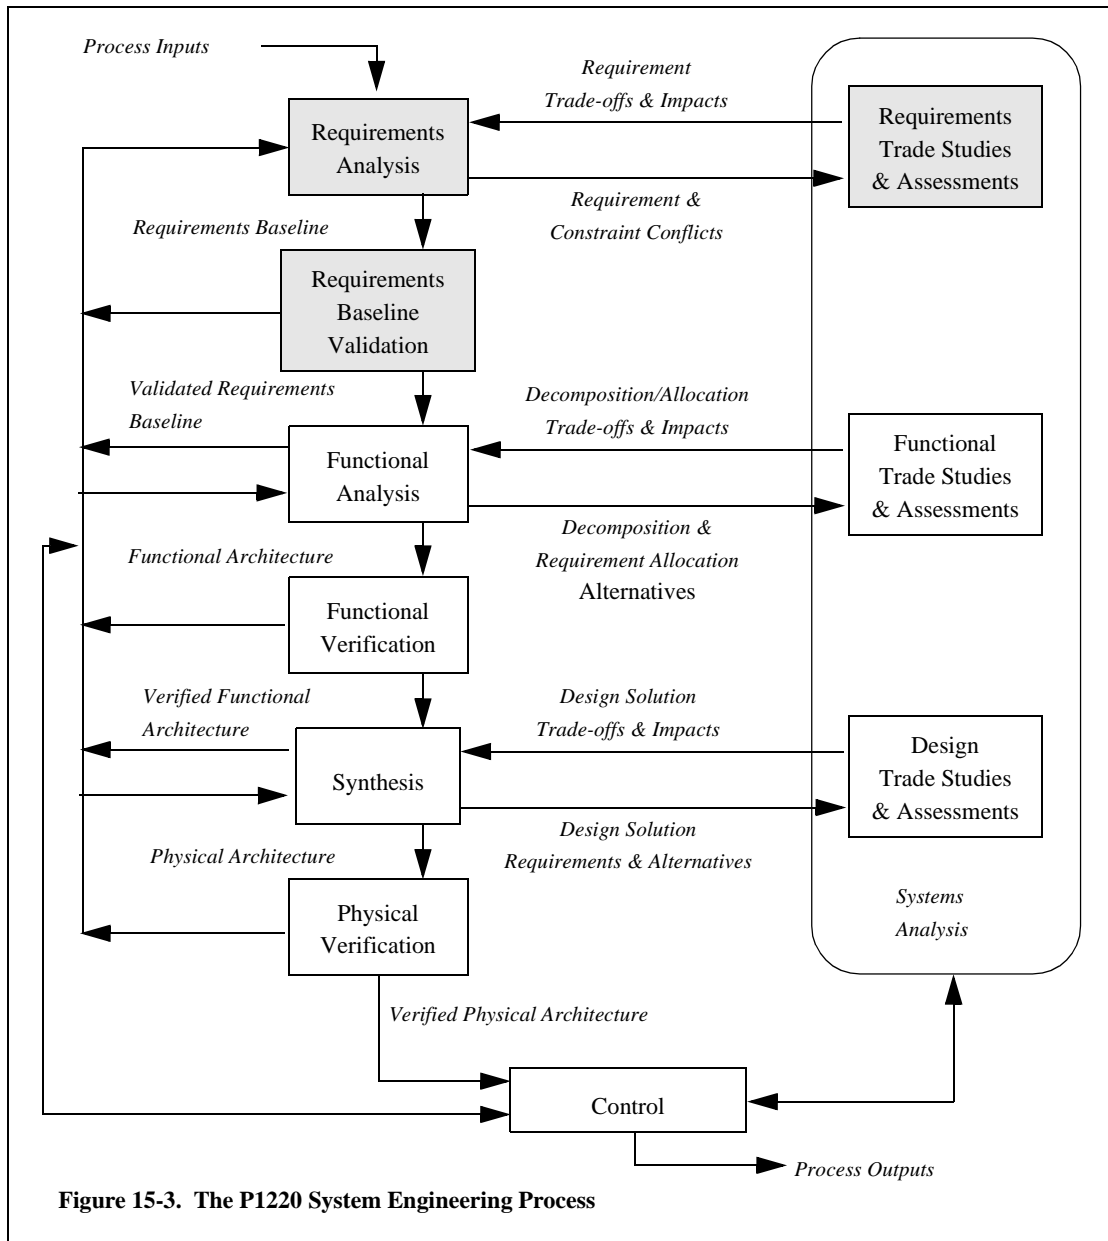 Process Inputs
Requirement
Trade-offs & Impacts
Requirements
Analysis
Requirements
Trade Studies
& Assessments
Requirements Baseline
Requirement &
Constraint Conflicts
Requirements
Baseline
Validation
Validated Requirements
Baseline
Decomposition/Allocation
Trade-offs & Impacts
Functional
Analysis
Functional
Trade Studies
& Assessments
Functional Architecture
Decomposition &
Requirement Allocation
Alternatives
Functional
Verification
Verified Functional
Architecture
Design Solution
Trade-offs & Impacts
Synthesis
Design
Trade Studies
& Assessments
Physical Architecture
Design Solution
Requirements & Alternatives
Physical
Verification
Systems
Analysis
Verified Physical Architecture
Control
Process Outputs
Figure 15-3. The P1220 System Engineering Process